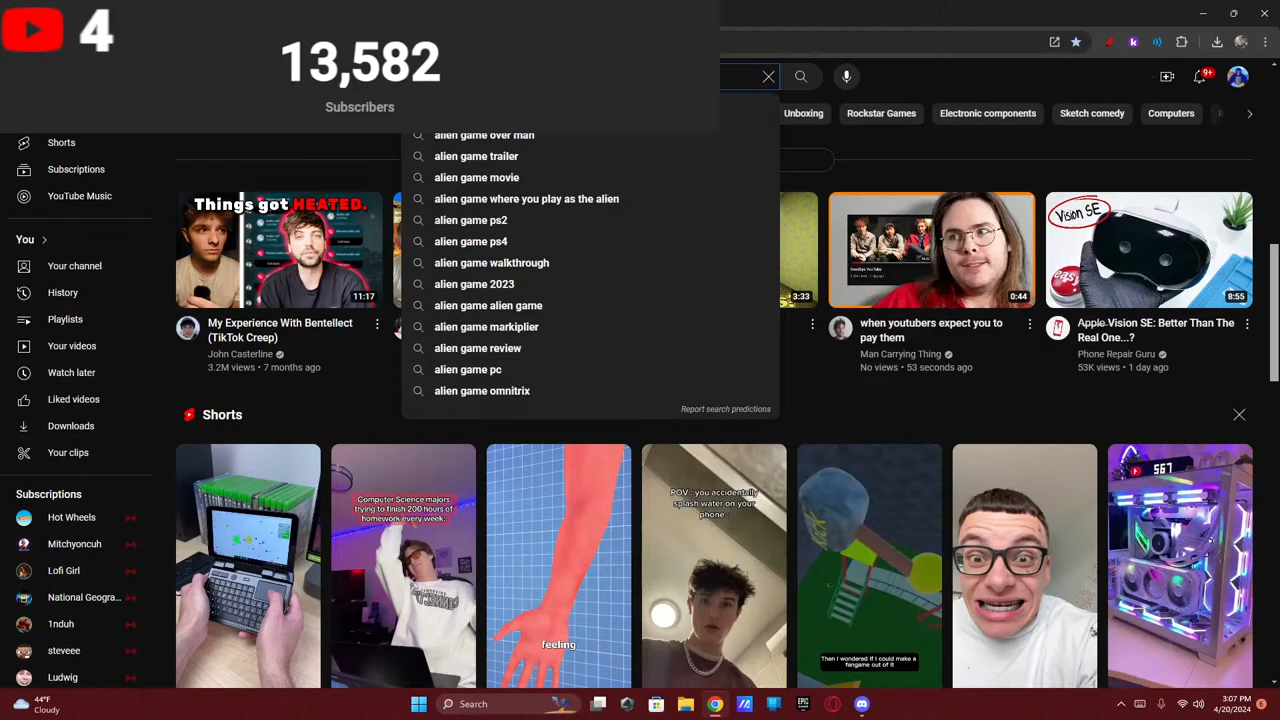 4
13,582
Subscribers
Unboxing
Rockstar Games
Electronic components
Sketch comedy
Computers
Shorts
Subscriptions
YouTube Music
You
Your channel
History
Playlists
Your videos
Watch later
Liked videos
Downloads
Your clips
Subscriptions
Hot Wheels
Mitchyoncuh
Lofi Girl
National Geogra...
1nduh
steveee
Ludwig
alien game over man
alien game trailer
alien game movie
alien game where you play as the alien
alien game ps2
alien game ps4
alien game walkthrough
alien game 2023
alien game alien game
alien game markiplier
alien game review
alien game pc
alien game omnitrix
Report search predictions
Things got HEATED.
11:17
My Experience With Bentellect
(TikTok Creep)
John Casterline
3.2M views • 7 months ago
3:33
Goodbye YouTube
0:44
when youtubers expect you to
pay them
Man Carrying Thing
No views • 53 seconds ago
Vision SE
easy
8:55
Apple Vision SE: Better Than The
Real One...?
Phone Repair Guru
53K views • 1 day ago
Shorts
Computer Science majors
trying to finish 200 hours of
homework every week:
feeling
POV : you accidentally
splash water on your
phone .
Then I wondered if I could make a
fangame out of it
567
44°F
Cloudy
Search
EPIC
GAMES
3:07 PM
4/20/2024
9+